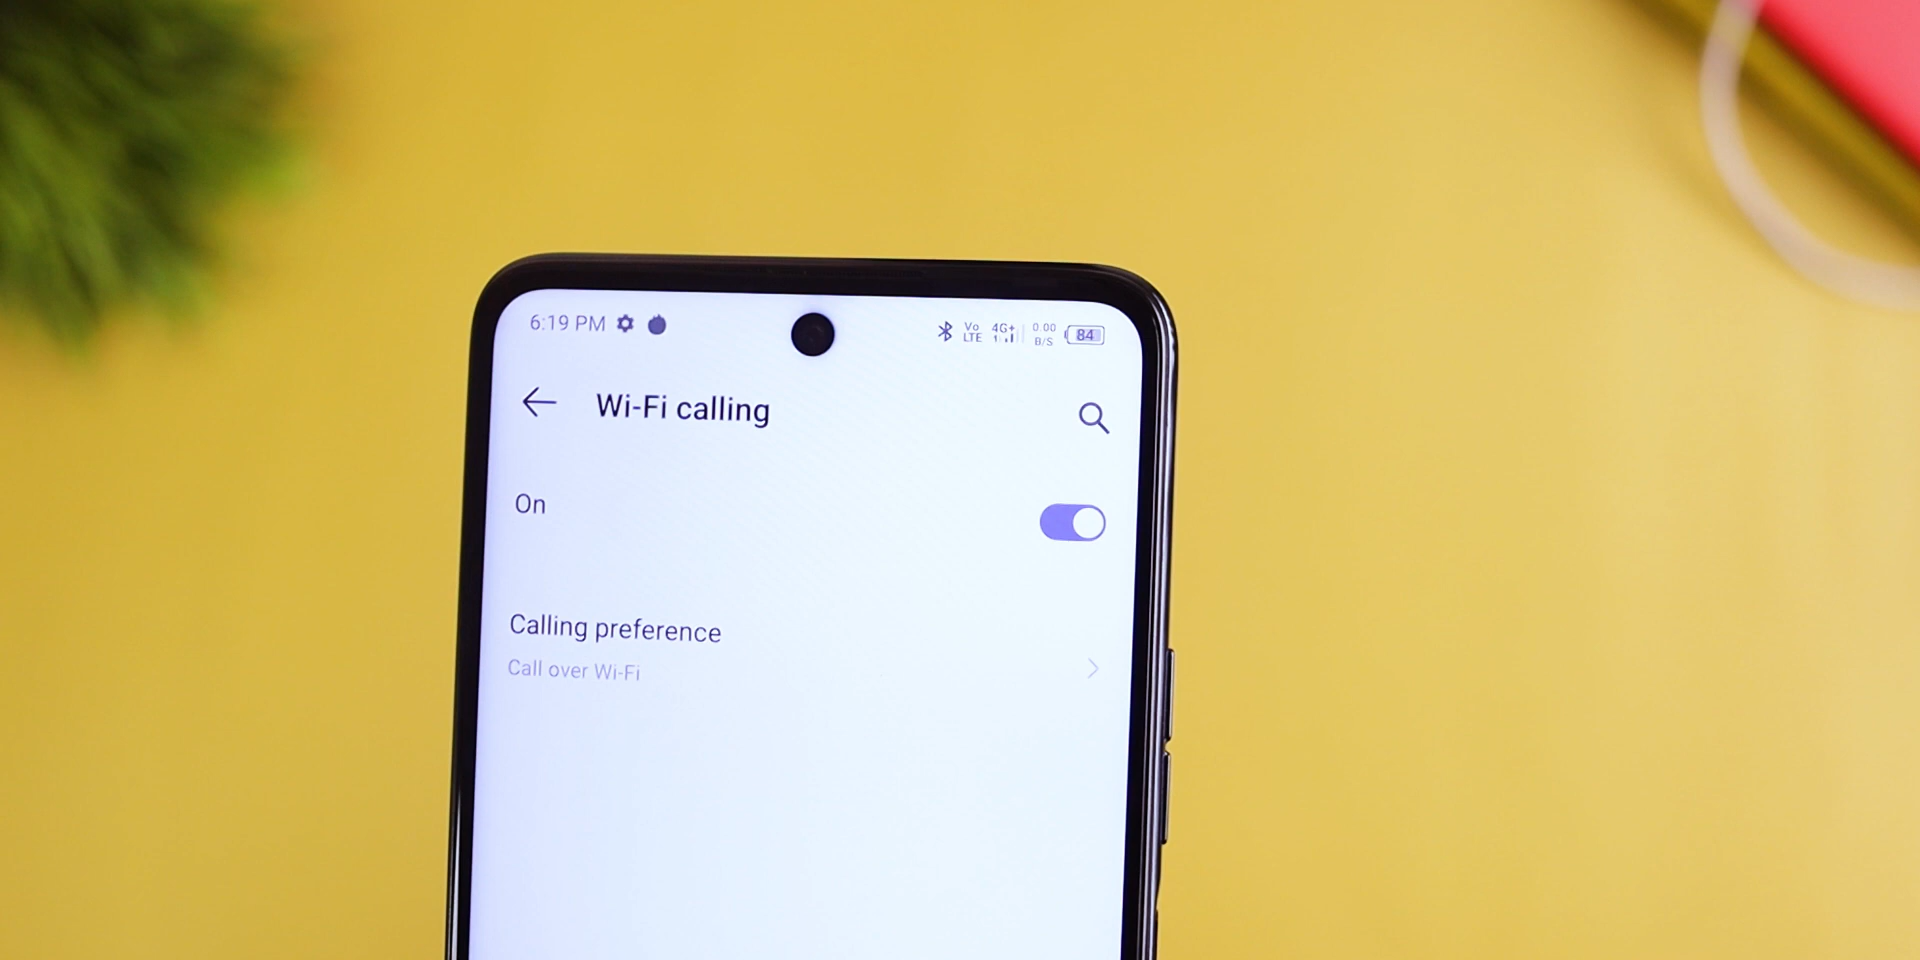 6:19 PM
Vo
LTE
4G+
0.00
B/S
84
Wi-Fi calling
On
Calling preference
Call over Wi-Fi